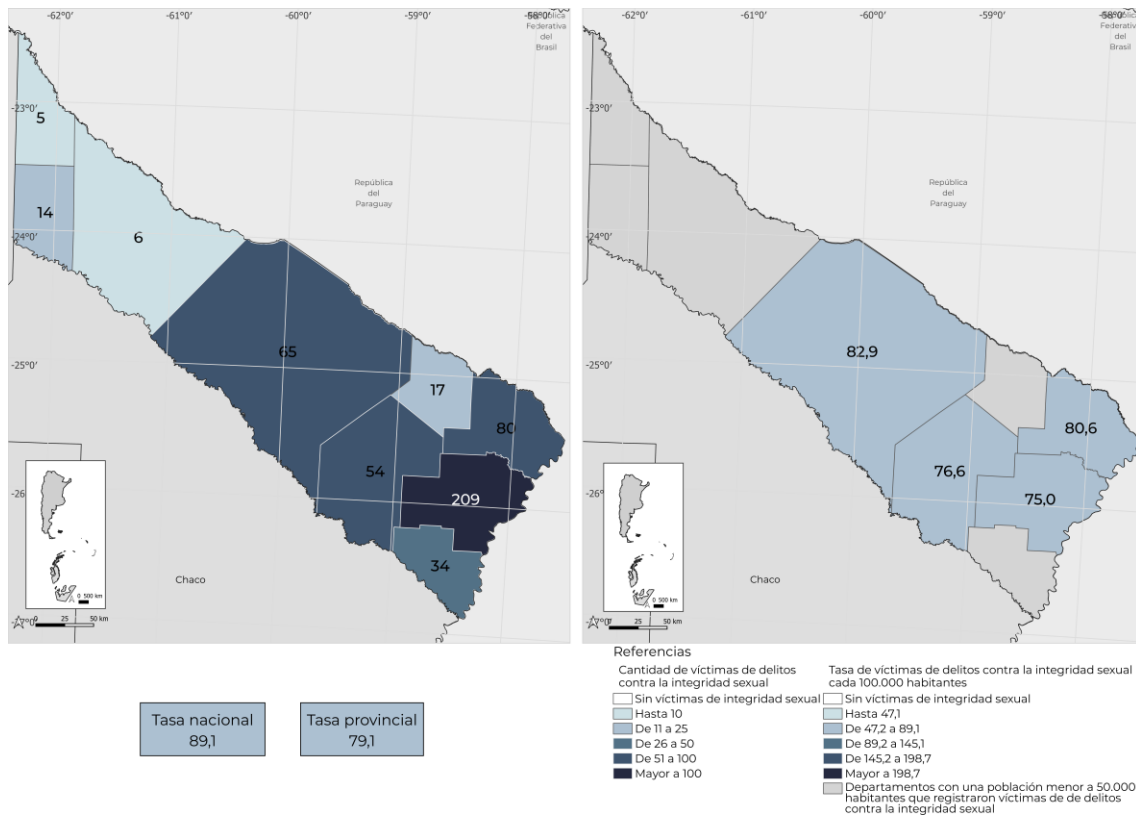 -62°0' -61°0' -60°0' -59°0' -58°0'
República
Federativa
del
Brasil
-23°0'
5
República
del
Paraguay
14
6
-24°0'
65
-25°0'
17
80
54
209
-26°
34
Chaco
0 500 km
0 25 50 km
-62°0' -61°0' -60°0' -59°0' -58°0'
República
Federativa
del
Brasil
-23°0'
República
del
Paraguay
-24°0'
82,9
-25°0'
80,6
76,6
75,0
-26°
Chaco
0 500 km
0 25 50 km
Tasa nacional
89,1
Tasa provincial
79,1
Referencias
Cantidad de víctimas de delitos
contra la integridad sexual
Sin víctimas de integridad sexual
Hasta 10
De 11 a 25
De 26 a 50
De 51 a 100
Mayor a 100
Tasa de víctimas de delitos contra la integridad sexual
cada 100.000 habitantes
Sin víctimas de integridad sexual
Hasta 47,1
De 47,2 a 89,1
De 89,2 a 145,1
De 145,2 a 198,7
Mayor a 198,7
Departamentos con una población menor a 50.000
habitantes que registraron víctimas de de delitos
contra la integridad sexual